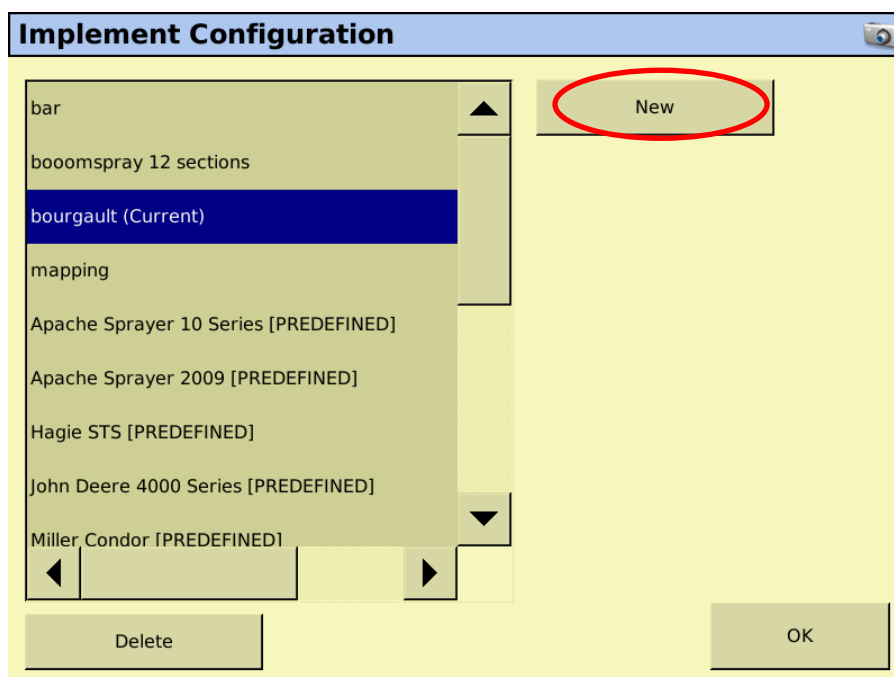 Implement Configuration
bar
New
booomspray 12 sections
bourgault (Current)
mapping
Apache Sprayer 10 Series [PREDEFINED]
Apache Sprayer 2009 [PREDEFINED]
Hagie STS [PREDEFINED]
John Deere 4000 Series [PREDEFINED]
Miller Condor [PREDEFINED]
Delete
OK